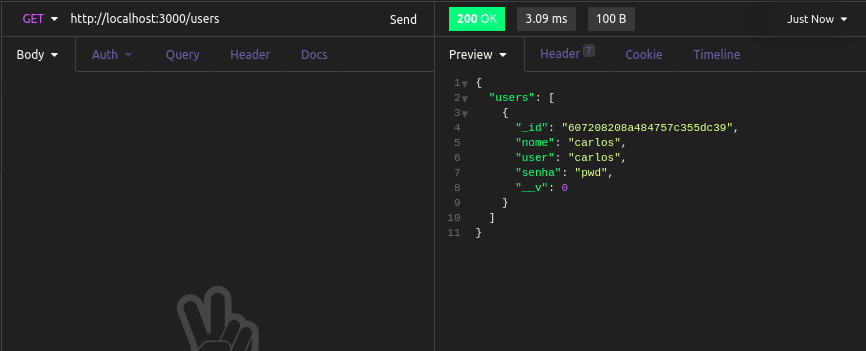 GET http://localhost:3000/users Send 200 OK 3.09 ms 100 B Just Now
Body Auth Query Header Docs Preview Header 7 Cookie Timeline
1 {
2 "users": [
3 {
4 "_id": "607208208a484757c355dc39",
5 "nome": "carlos",
6 "user": "carlos",
7 "senha": "pwd",
8 "__v": 0
9 }
10 ]
11 }